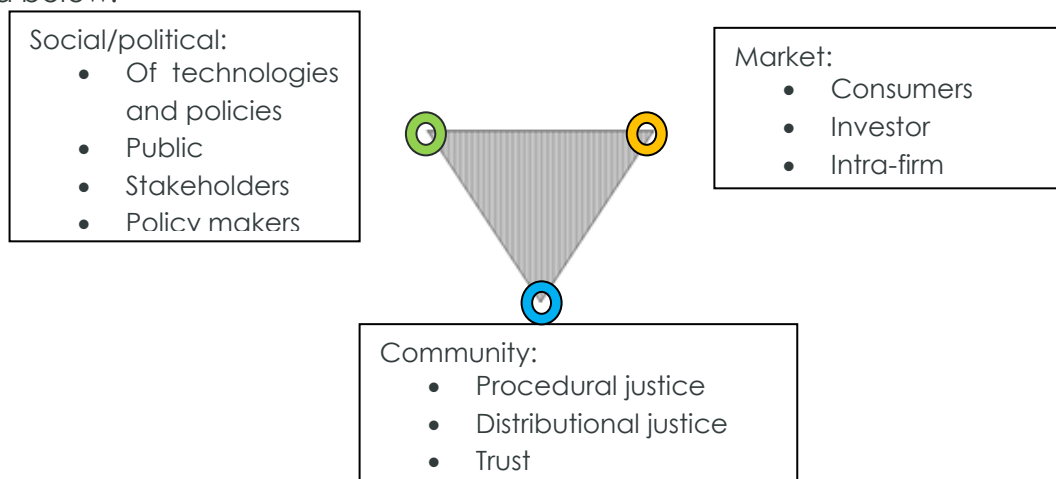 below.
Social/political:
• Of technologies
and policies
• Public
• Stakeholders
• Policy makers
Market:
• Consumers
• Investor
• Intra-firm
Community:
• Procedural justice
• Distributional justice
• Trust